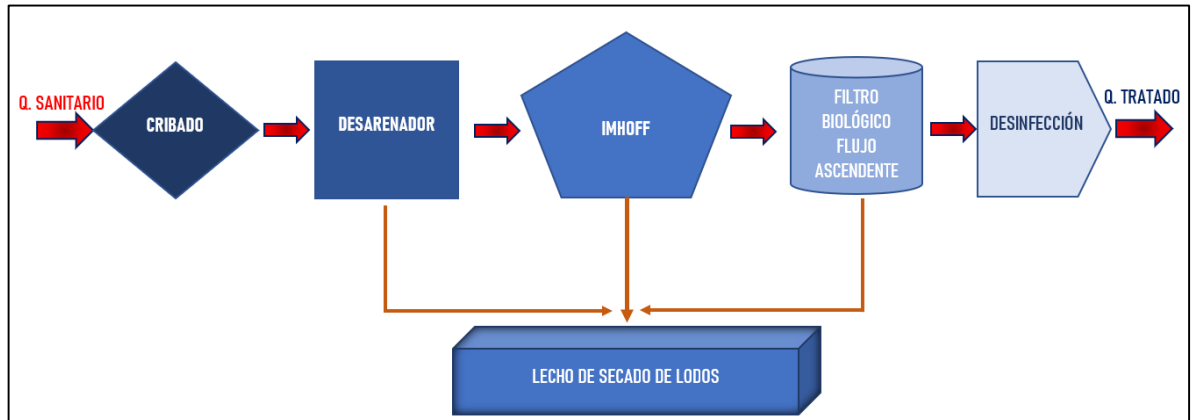 Q. SANITARIO
CRIBADO
DESARENADOR
IMHOFF
FILTRO
BIOLÓGICO
FLUJO
ASCENDENTE
DESINFECCIÓN
Q. TRATADO
LECHO DE SECADO DE LODOS